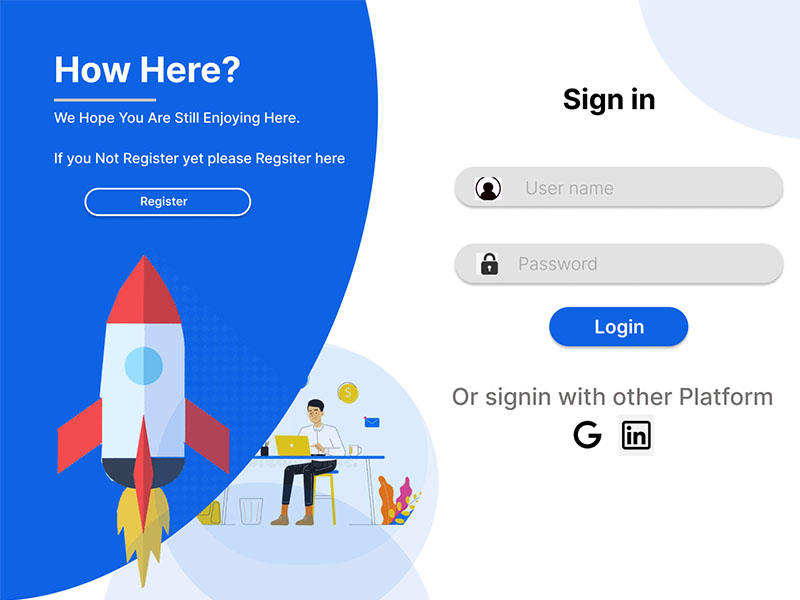 How Here?
We Hope You Are Still Enjoying Here.
If you Not Register yet please Regsiter here
Register
Sign in
User name
Password
Login
Or signin with other Platform
G
in
$